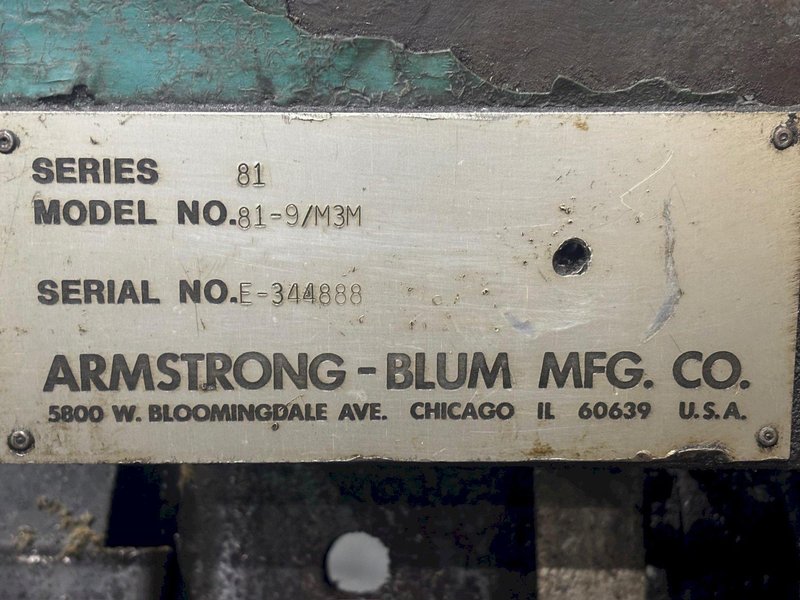 SERIES 81
MODEL NO. 81-9/M3M
SERIAL NO. E-344888
ARMSTRONG - BLUM MFG. CO.
5800 W. BLOOMINGDALE AVE. CHICAGO IL 60639 U.S.A.